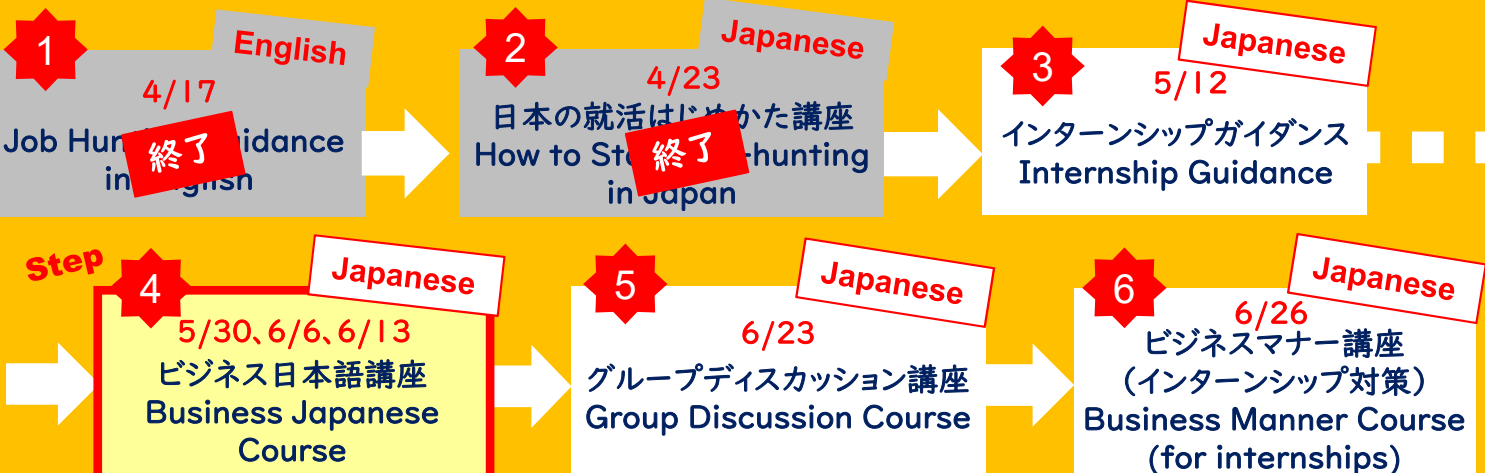 1
English
4/17
Job Hun idance
in glish
終了
2
Japanese
4/23
日本の就活はじめかた講座
How to St -hunting
in Japan
終了
3
Japanese
5/12
インターンシップガイダンス
Internship Guidance
Step
4
Japanese
5/30、6/6、6/13
ビジネス日本語講座
Business Japanese
Course
5
Japanese
6/23
グループディスカッション講座
Group Discussion Course
6
Japanese
6/26
ビジネスマナー講座
（インターンシップ対策）
Business Manner Course
(for internships)